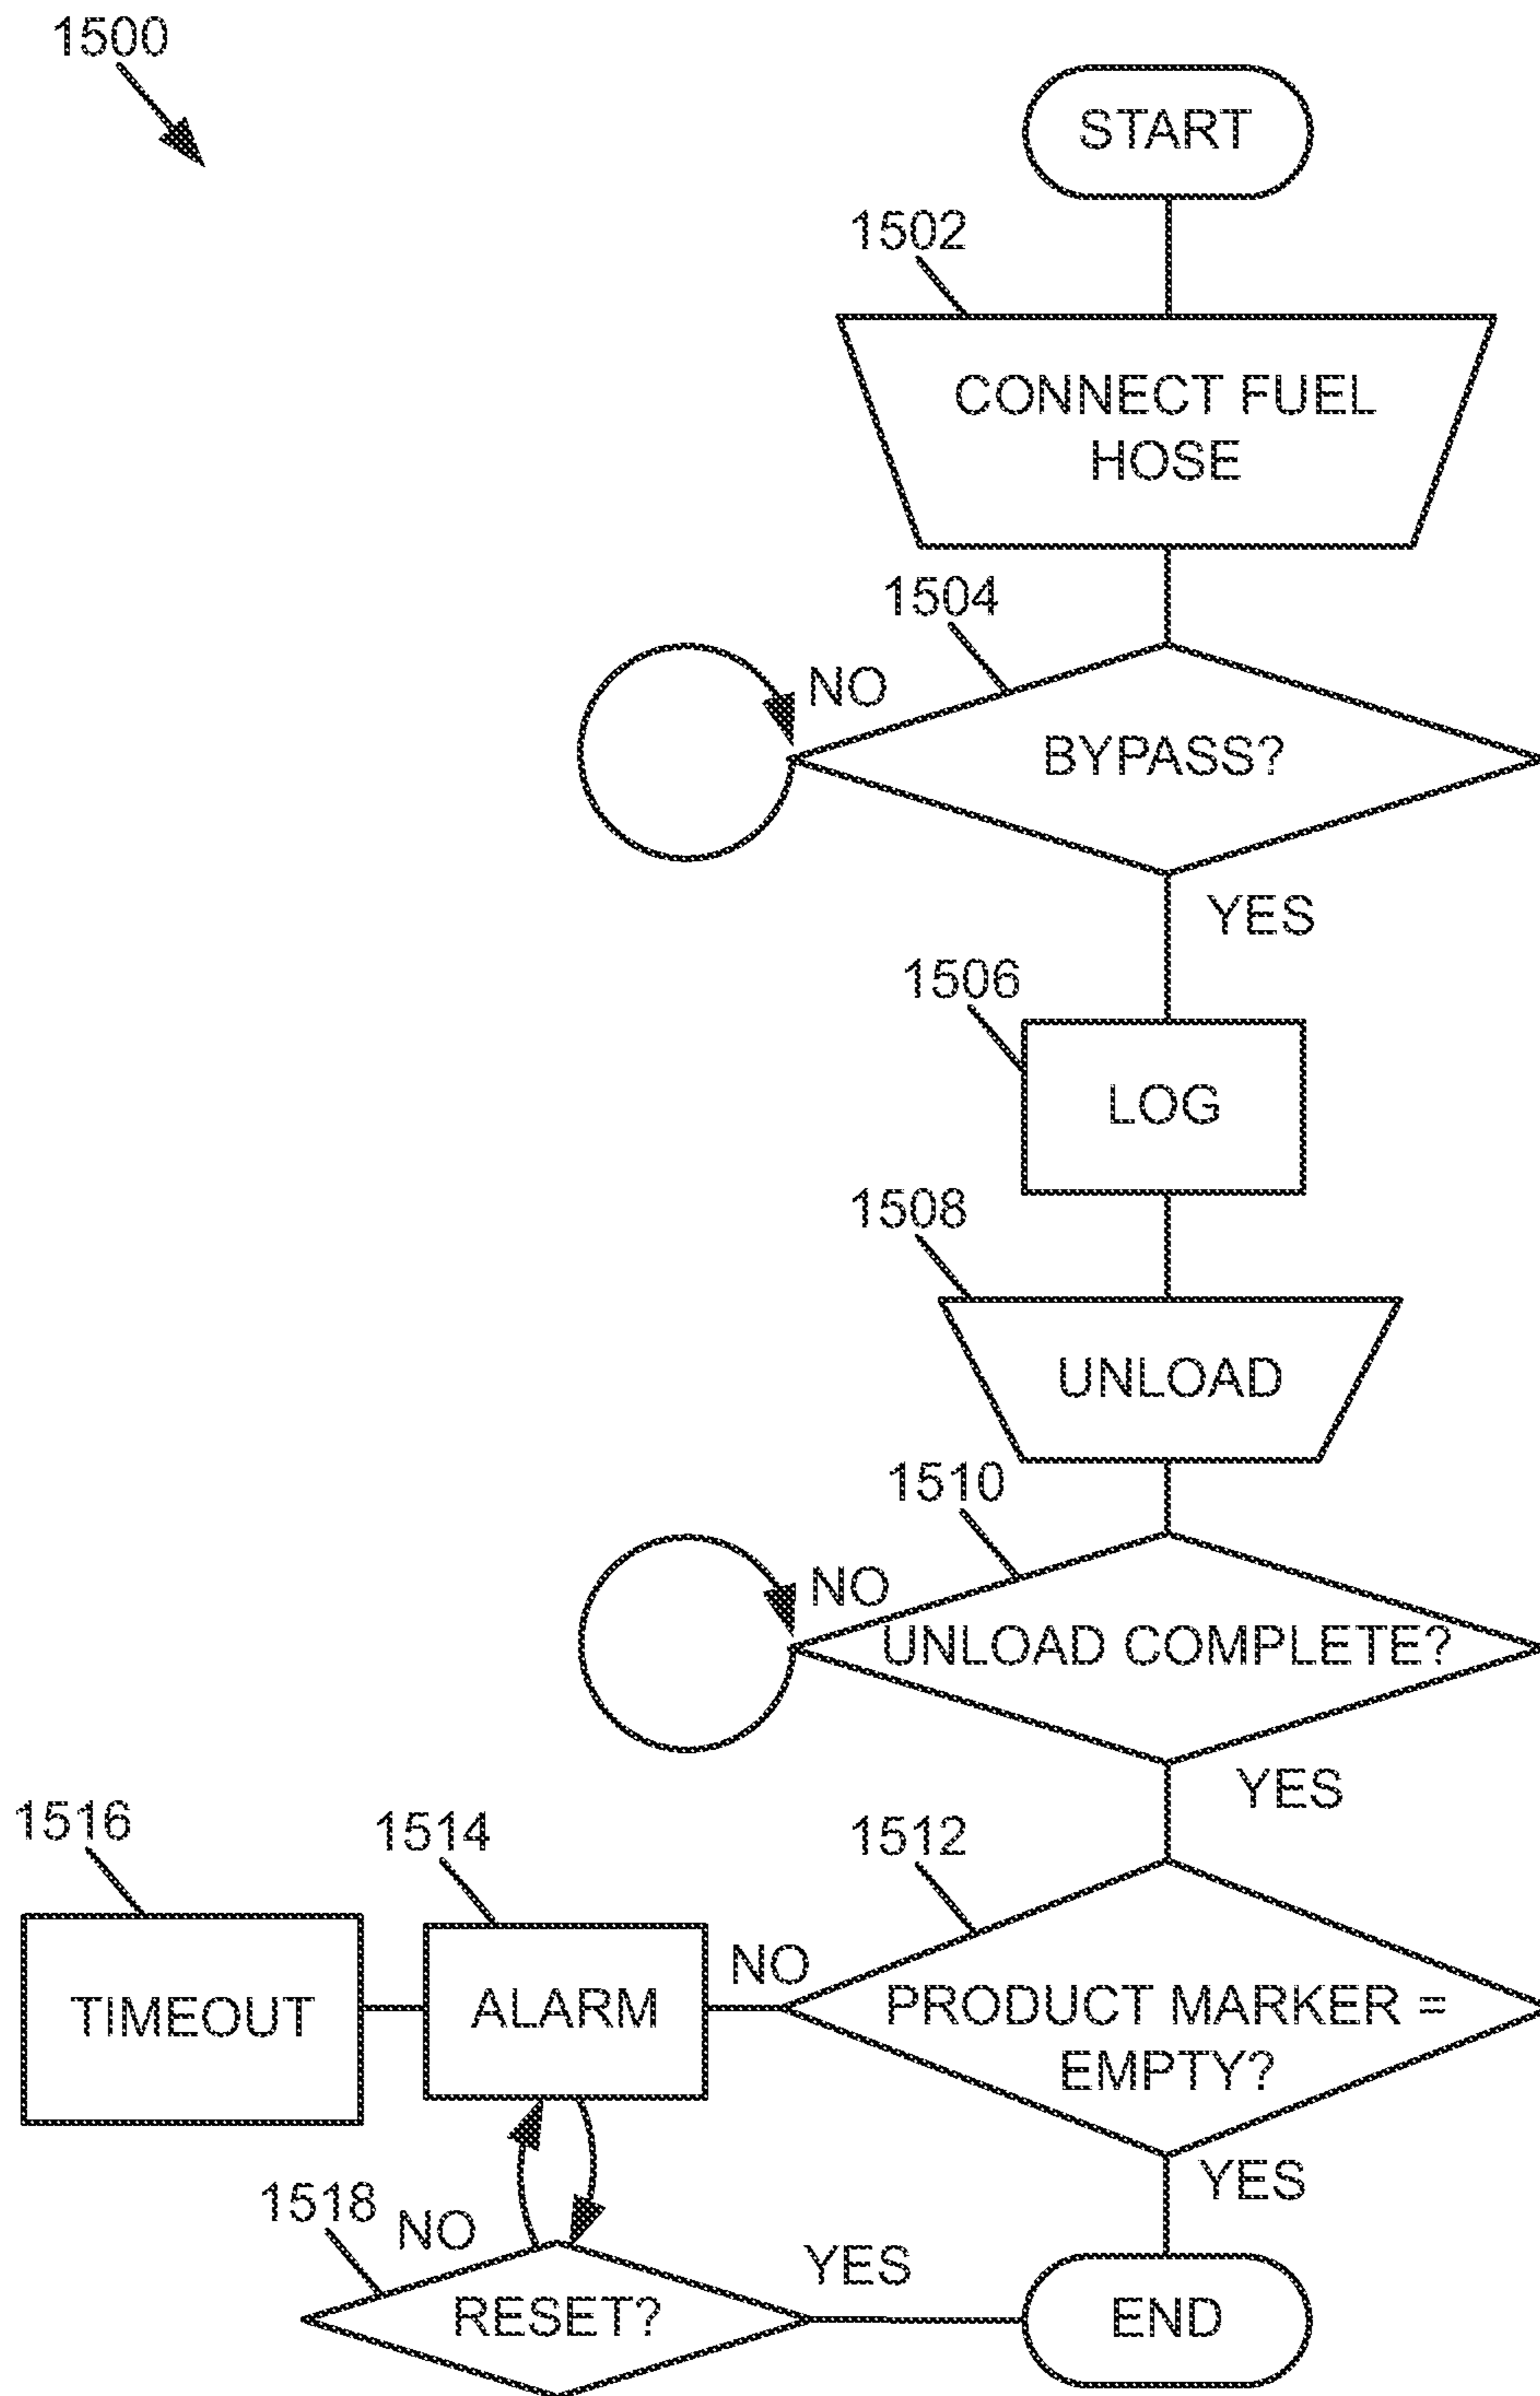 1500
START
1502
CONNECT FUEL
HOSE
1504
NO
BYPASS?
YES
1506
LOG
1508
UNLOAD
1510
NO
UNLOAD COMPLETE?
YES
1516
1514
1512
TIMEOUT
ALARM
NO
PRODUCT MARKER =
EMPTY?
YES
1518
NO
RESET?
YES
END